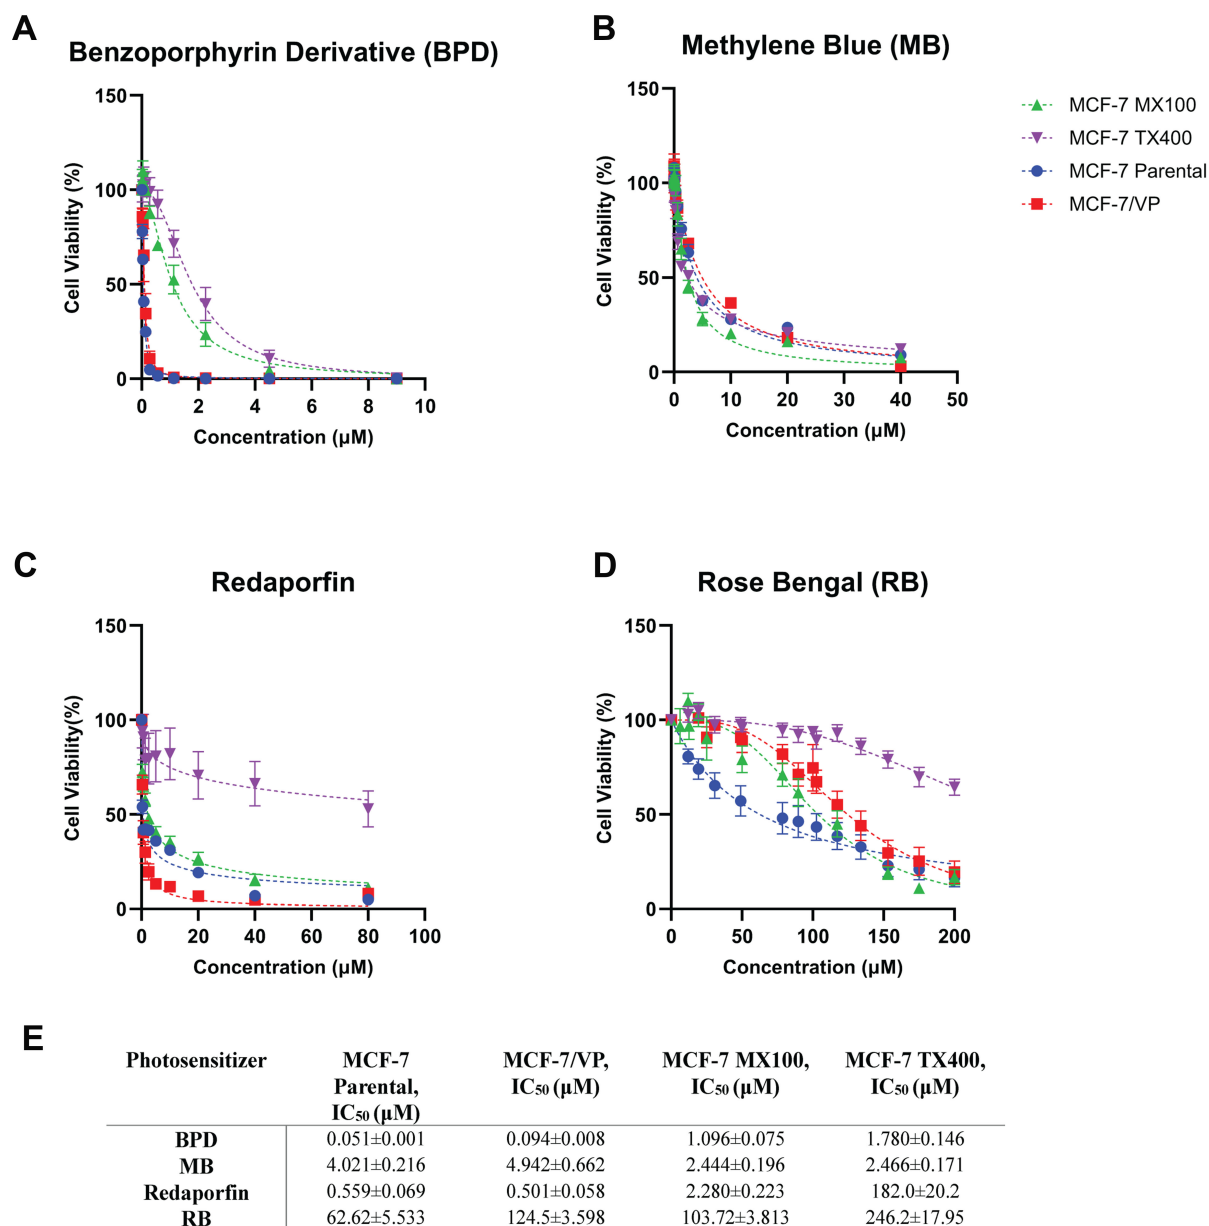 A
Benzoporphyrin Derivative (BPD)
150
100
50
0
Cell Viability (%)
0 2 4 6 8 10
Concentration (µM)
B
Methylene Blue (MB)
150
100
50
0
Cell Viability (%)
0 10 20 30 40 50
Concentration (µM)
MCF-7 MX100
MCF-7 TX400
MCF-7 Parental
MCF-7/VP
C
Redaporfin
150
100
50
0
Cell Viability(%)
0 20 40 60 80 100
Concentration (µM)
D
Rose Bengal (RB)
150
100
50
0
Cell Viability (%)
0 50 100 150 200
Concentration (µM)
E
Photosensitizer MCF-7 MCF-7/VP, MCF-7 MX100, MCF-7 TX400,
Parental, IC50 (µM) IC50 (µM) IC50 (µM)
IC50 (µM)
BPD 0.051±0.001 0.094±0.008 1.096±0.075 1.780±0.146
MB 4.021±0.216 4.942±0.662 2.444±0.196 2.466±0.171
Redaporfin 0.559±0.069 0.501±0.058 2.280±0.223 182.0±20.2
RB 62.62±5.533 124.5±3.598 103.72±3.813 246.2±17.95